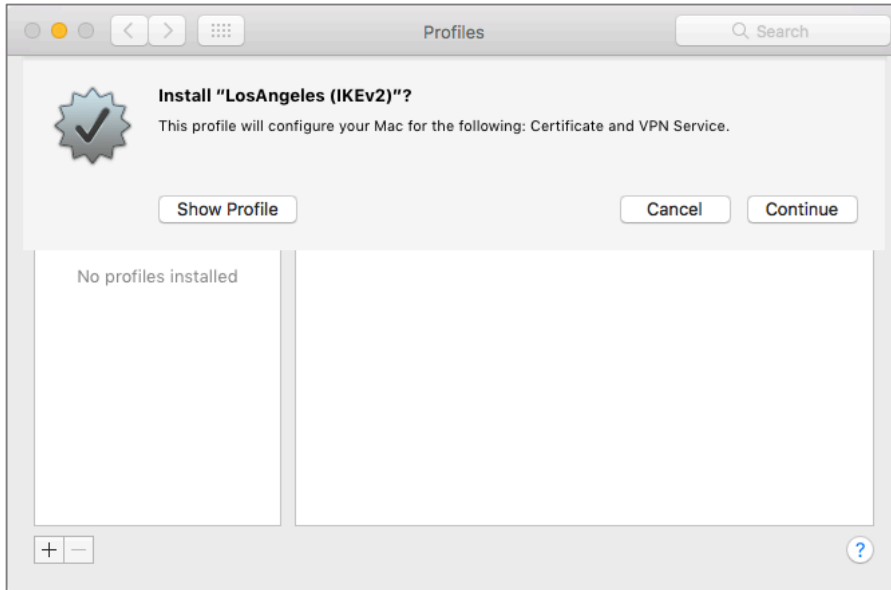 Profiles
Search
Install “LosAngeles (IKEv2)”?
This profile will configure your Mac for the following: Certificate and VPN Service.
Show Profile
Cancel
Continue
No profiles installed
+
−
?